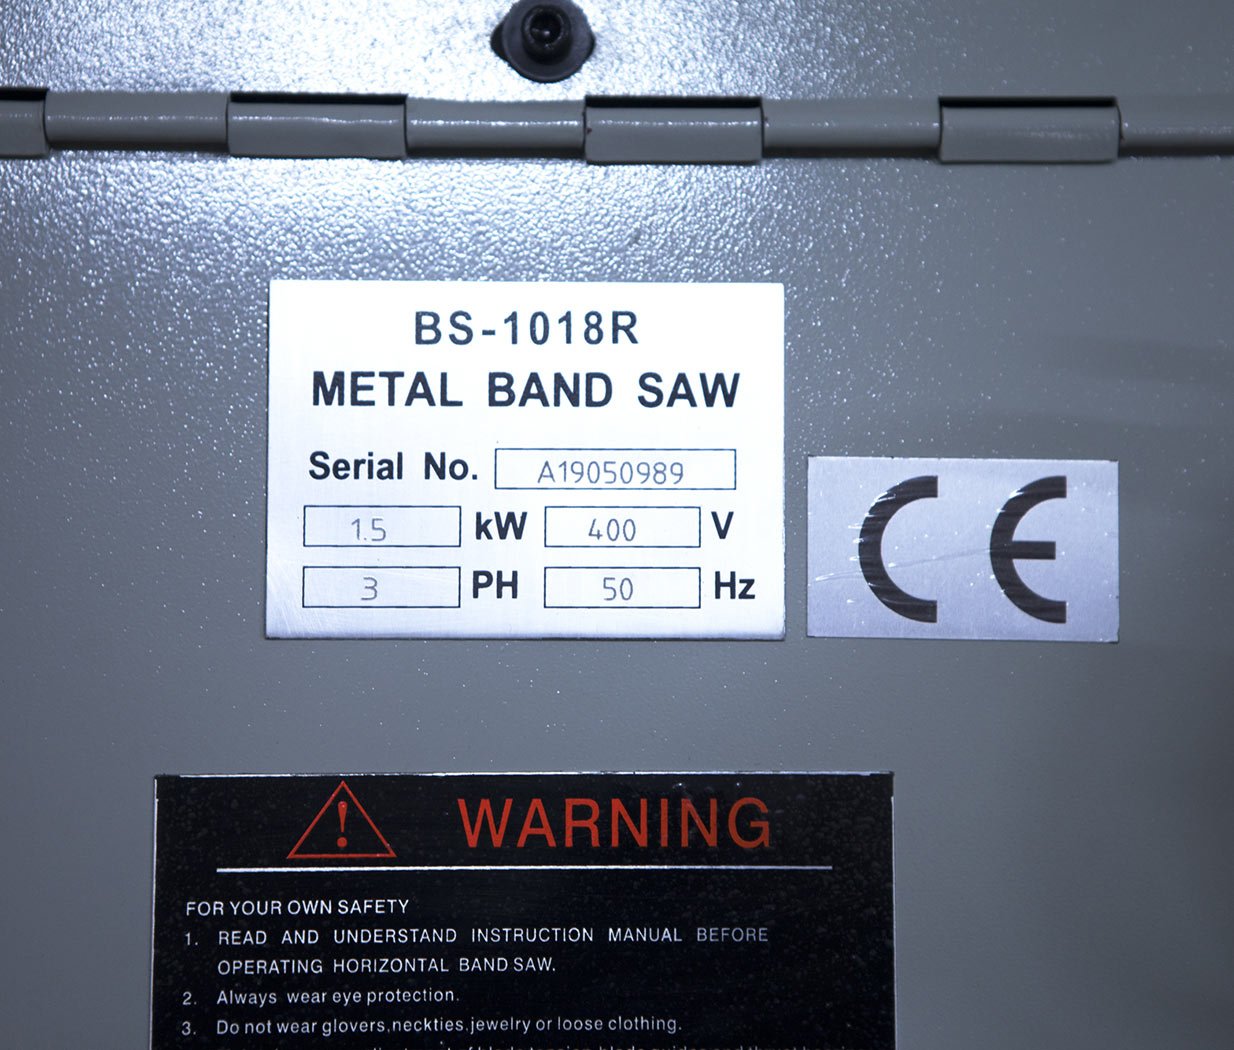 BS-1018R
METAL BAND SAW
Serial No. A19050989
1.5 kW 400 V
3 PH 50 Hz
CE
WARNING
FOR YOUR OWN SAFETY
1. READ AND UNDERSTAND INSTRUCTION MANUAL BEFORE
OPERATING HORIZONTAL BAND SAW.
2. Always wear eye protection.
3. Do not wear glovers,neckties,jewelry or loose clothing.